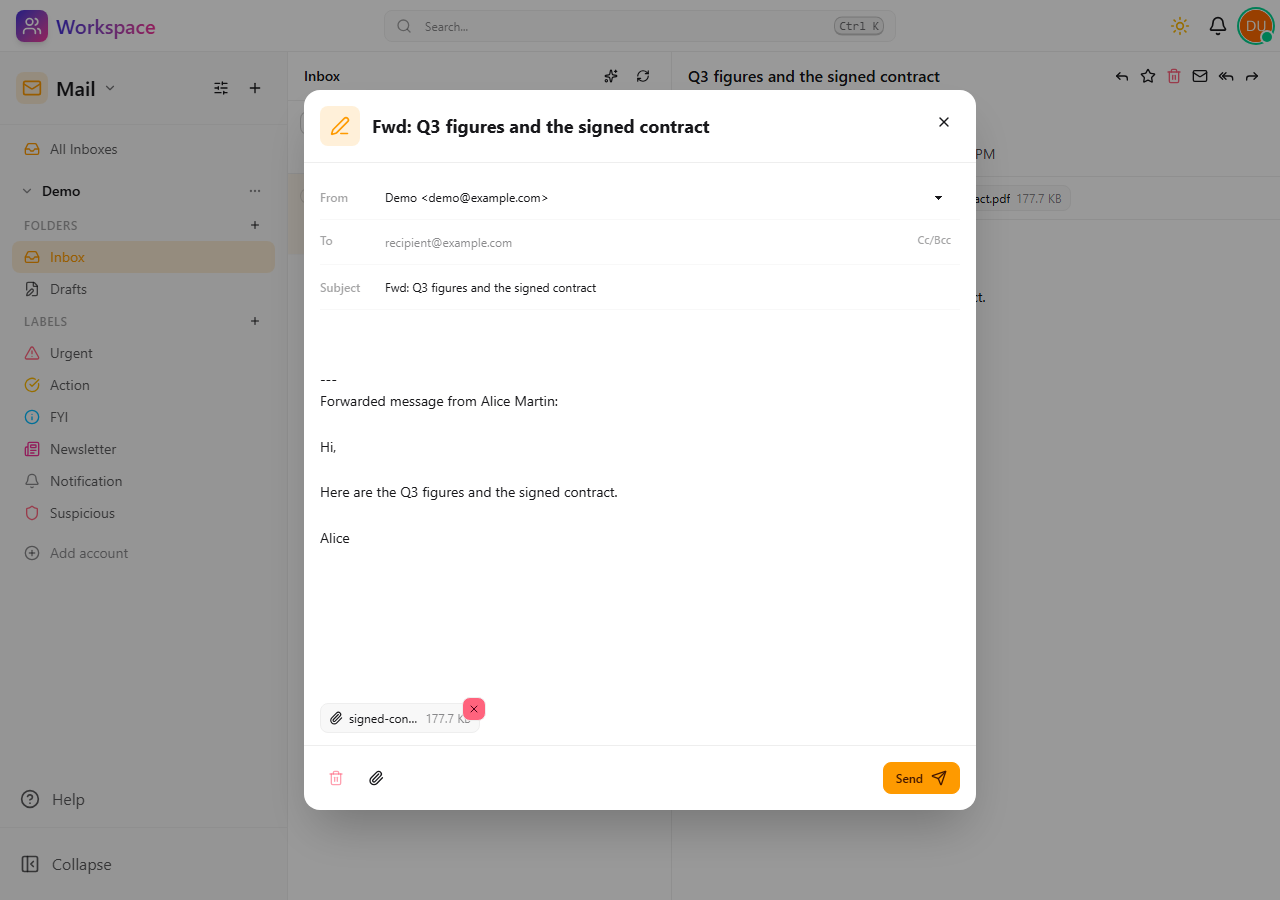 Workspace
Search...
Ctrl K
DU
Mail
All Inboxes
Demo
FOLDERS
Inbox
Drafts
LABELS
Urgent
Action
FYI
Newsletter
Notification
Suspicious
Add account
Help
Collapse
Inbox
Q3 figures and the signed contract
PM
act.pdf 177.7 KB
ct.
Fwd: Q3 figures and the signed contract
From Demo <demo@example.com>
To recipient@example.com Cc/Bcc
Subject Fwd: Q3 figures and the signed contract
---
Forwarded message from Alice Martin:
Hi,
Here are the Q3 figures and the signed contract.
Alice
signed-con... 177.7 KB
Send